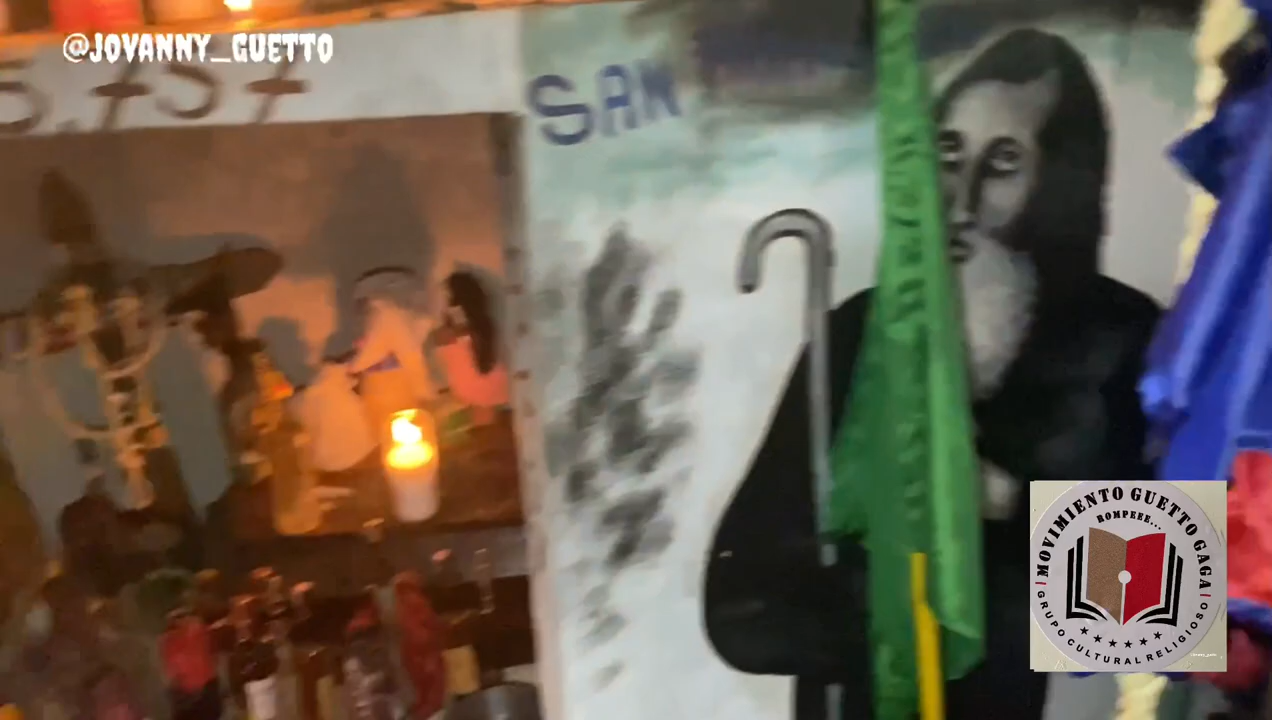 @JOVANNY_GUETTO
SAN
MOVIMIENTO GUETTO GAGA
ROMPEEE...
GRUPO CULTURAL RELIGIOSO